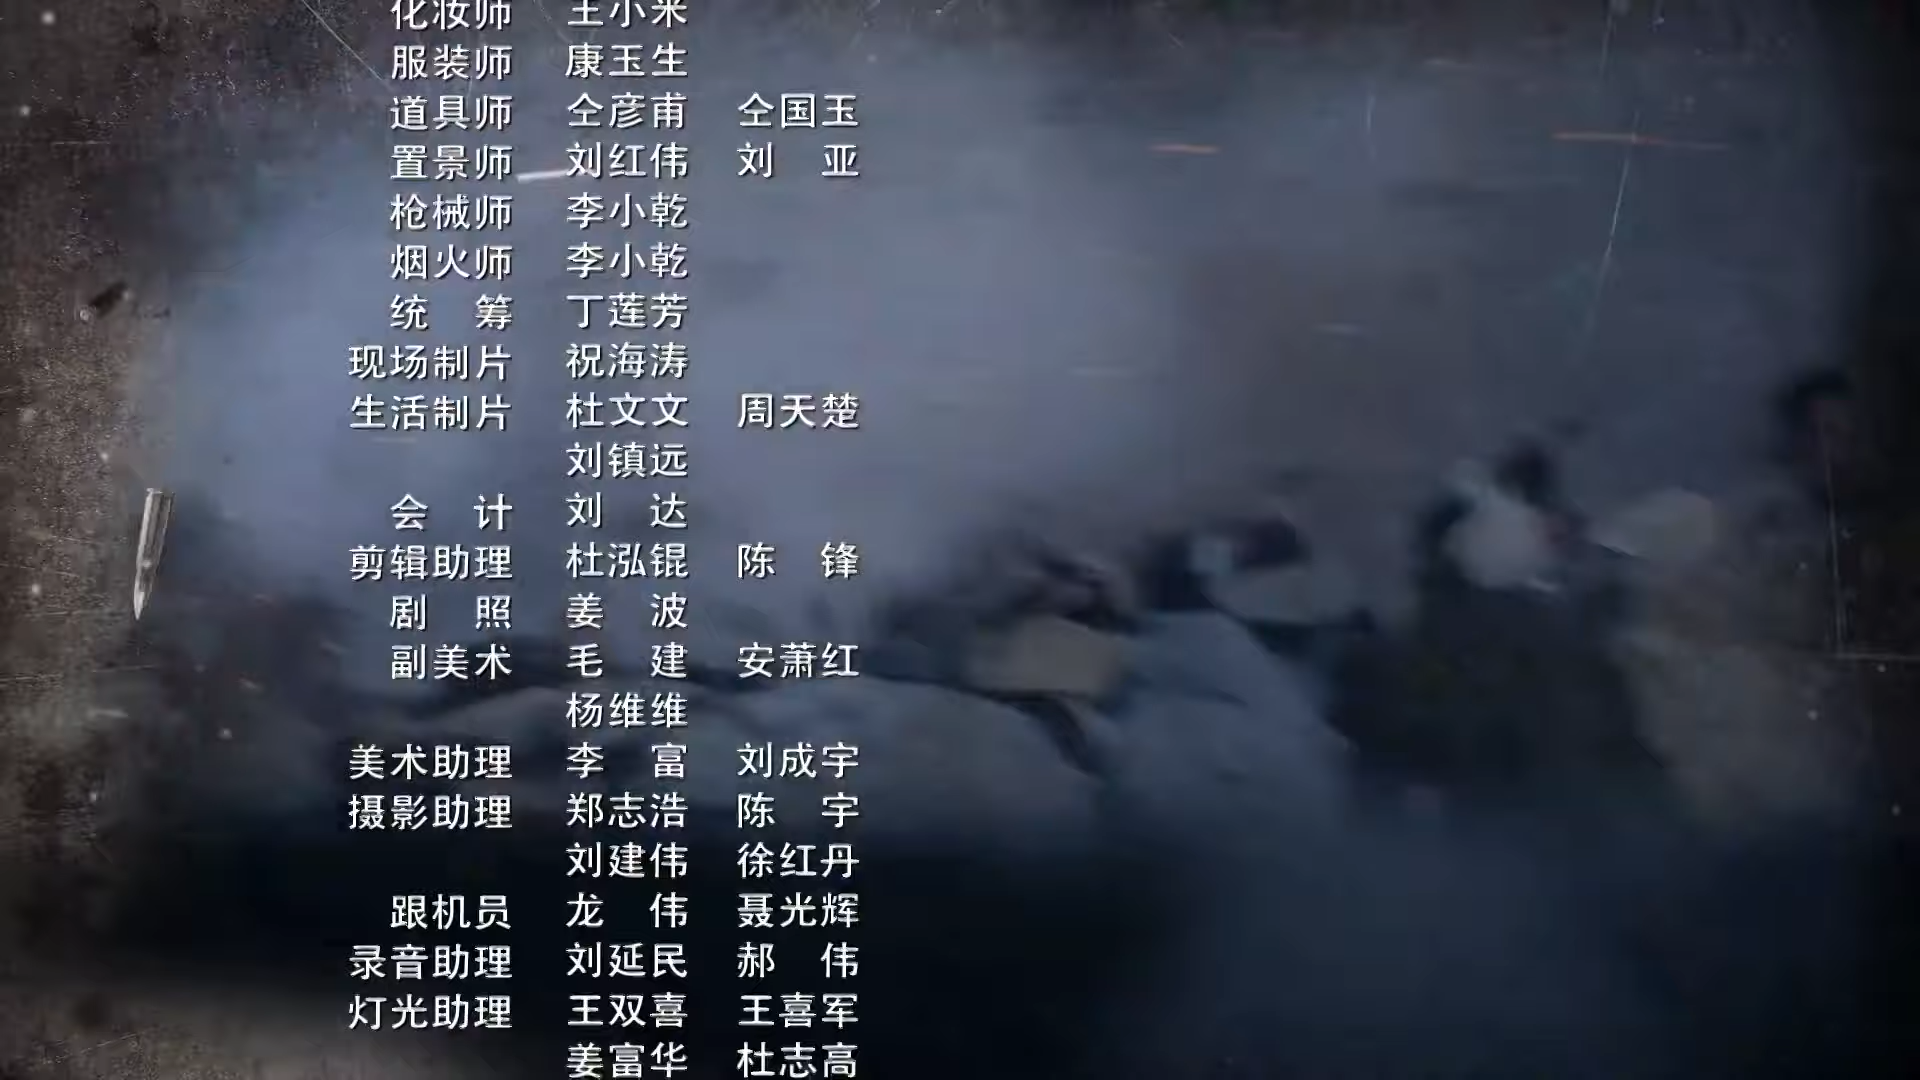 化妆师 王小米
服装师 康玉生
道具师 仝彦甫 仝国玉
置景师 刘红伟 刘 亚
枪械师 李小乾
烟火师 李小乾
统 筹 丁莲芳
现场制片 祝海涛
生活制片 杜文文 周天楚
刘镇远
会 计 刘 达
剪辑助理 杜泓锟 陈 锋
剧 照 姜 波
副美术 毛 建 安萧红
杨维维
美术助理 李 富 刘成宇
摄影助理 郑志浩 陈 宇
刘建伟 徐红丹
跟机员 龙 伟 聂光辉
录音助理 刘延民 郝 伟
灯光助理 王双喜 王喜军
姜富华 杜志高